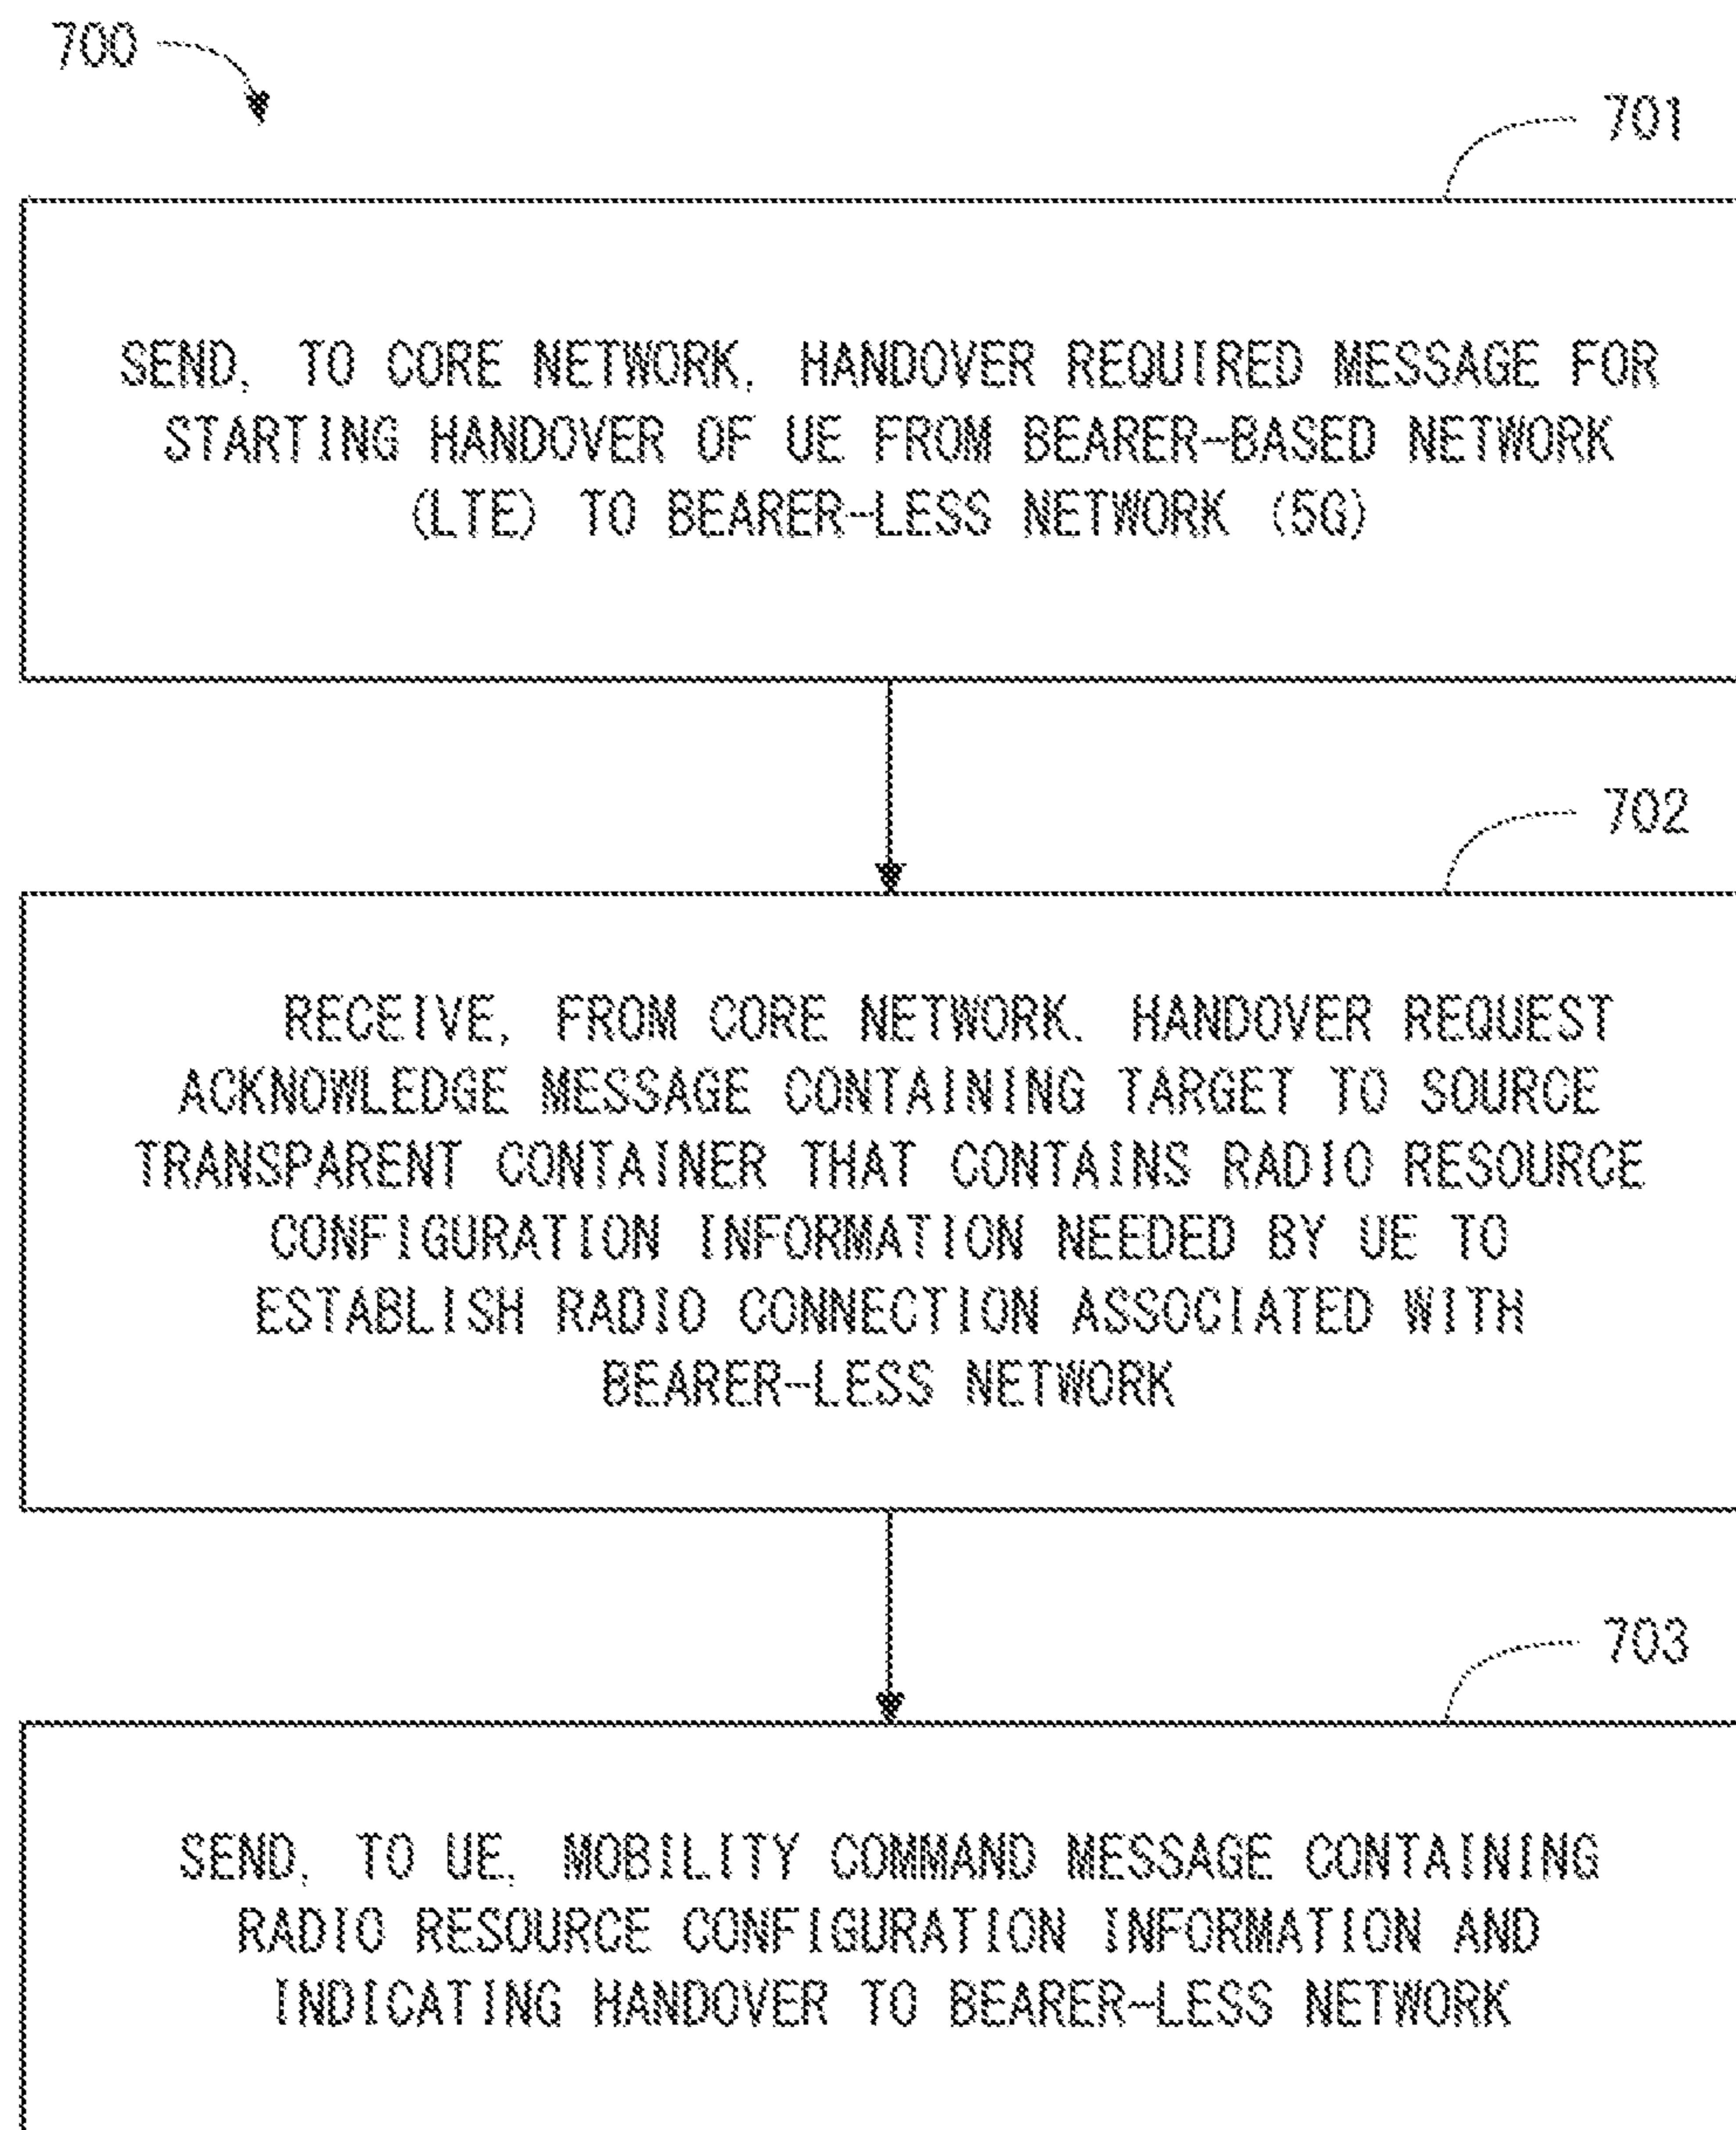 700
701
SEND, TO CORE NETWORK, HANDOVER REQUIRED MESSAGE FOR
STARTING HANDOVER OF UE FROM BEARER-BASED NETWORK
(LTE) TO BEARER-LESS NETWORK (5G)
702
RECEIVE, FROM CORE NETWORK, HANDOVER REQUEST
ACKNOWLEDGE MESSAGE CONTAINING TARGET TO SOURCE
TRANSPARENT CONTAINER THAT CONTAINS RADIO RESOURCE
CONFIGURATION INFORMATION NEEDED BY UE TO
ESTABLISH RADIO CONNECTION ASSOCIATED WITH
BEARER-LESS NETWORK
703
SEND, TO UE, MOBILITY COMMAND MESSAGE CONTAINING
RADIO RESOURCE CONFIGURATION INFORMATION AND
INDICATING HANDOVER TO BEARER-LESS NETWORK